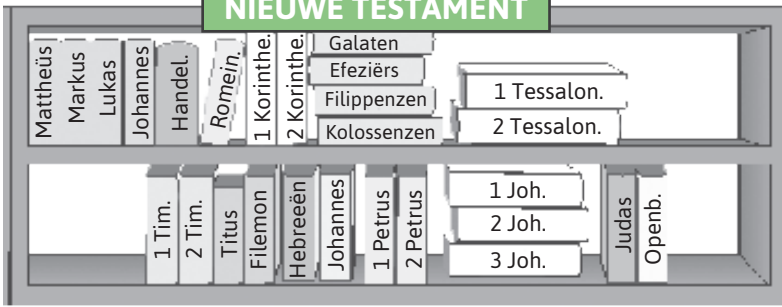 NIEUWE TESTAMENT
Mattheüs
Markus
Lukas
Johannes
Handel.
Romein.
1 Korinthe.
2 Korinthe.
Galaten
Efeziërs
Filippenzen
Kolossenzen
1 Tessalon.
2 Tessalon.
1 Tim.
2 Tim.
Titus
Filemon
Hebreeën
Johannes
1 Petrus
2 Petrus
1 Joh.
2 Joh.
3 Joh.
Judas
Openb.